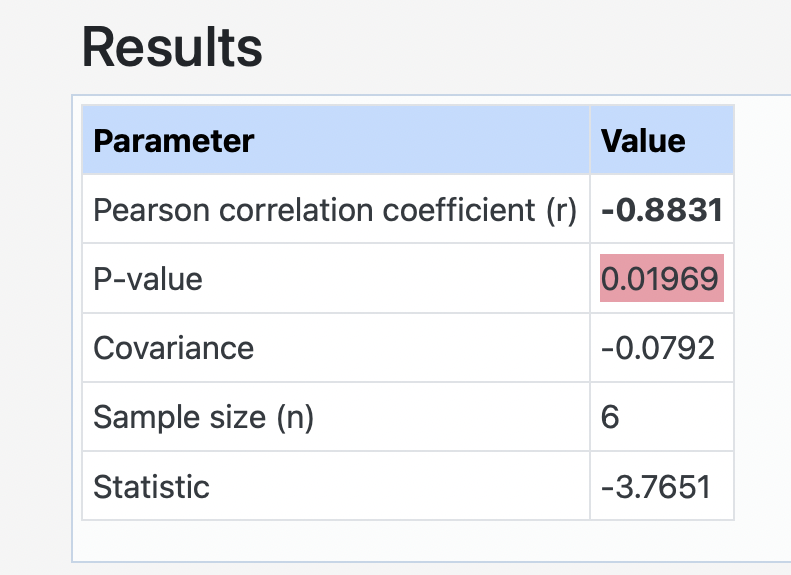 Results
Parameter Value
Pearson correlation coefficient (r) -0.8831
P-value 0.01969
Covariance -0.0792
Sample size (n) 6
Statistic -3.7651